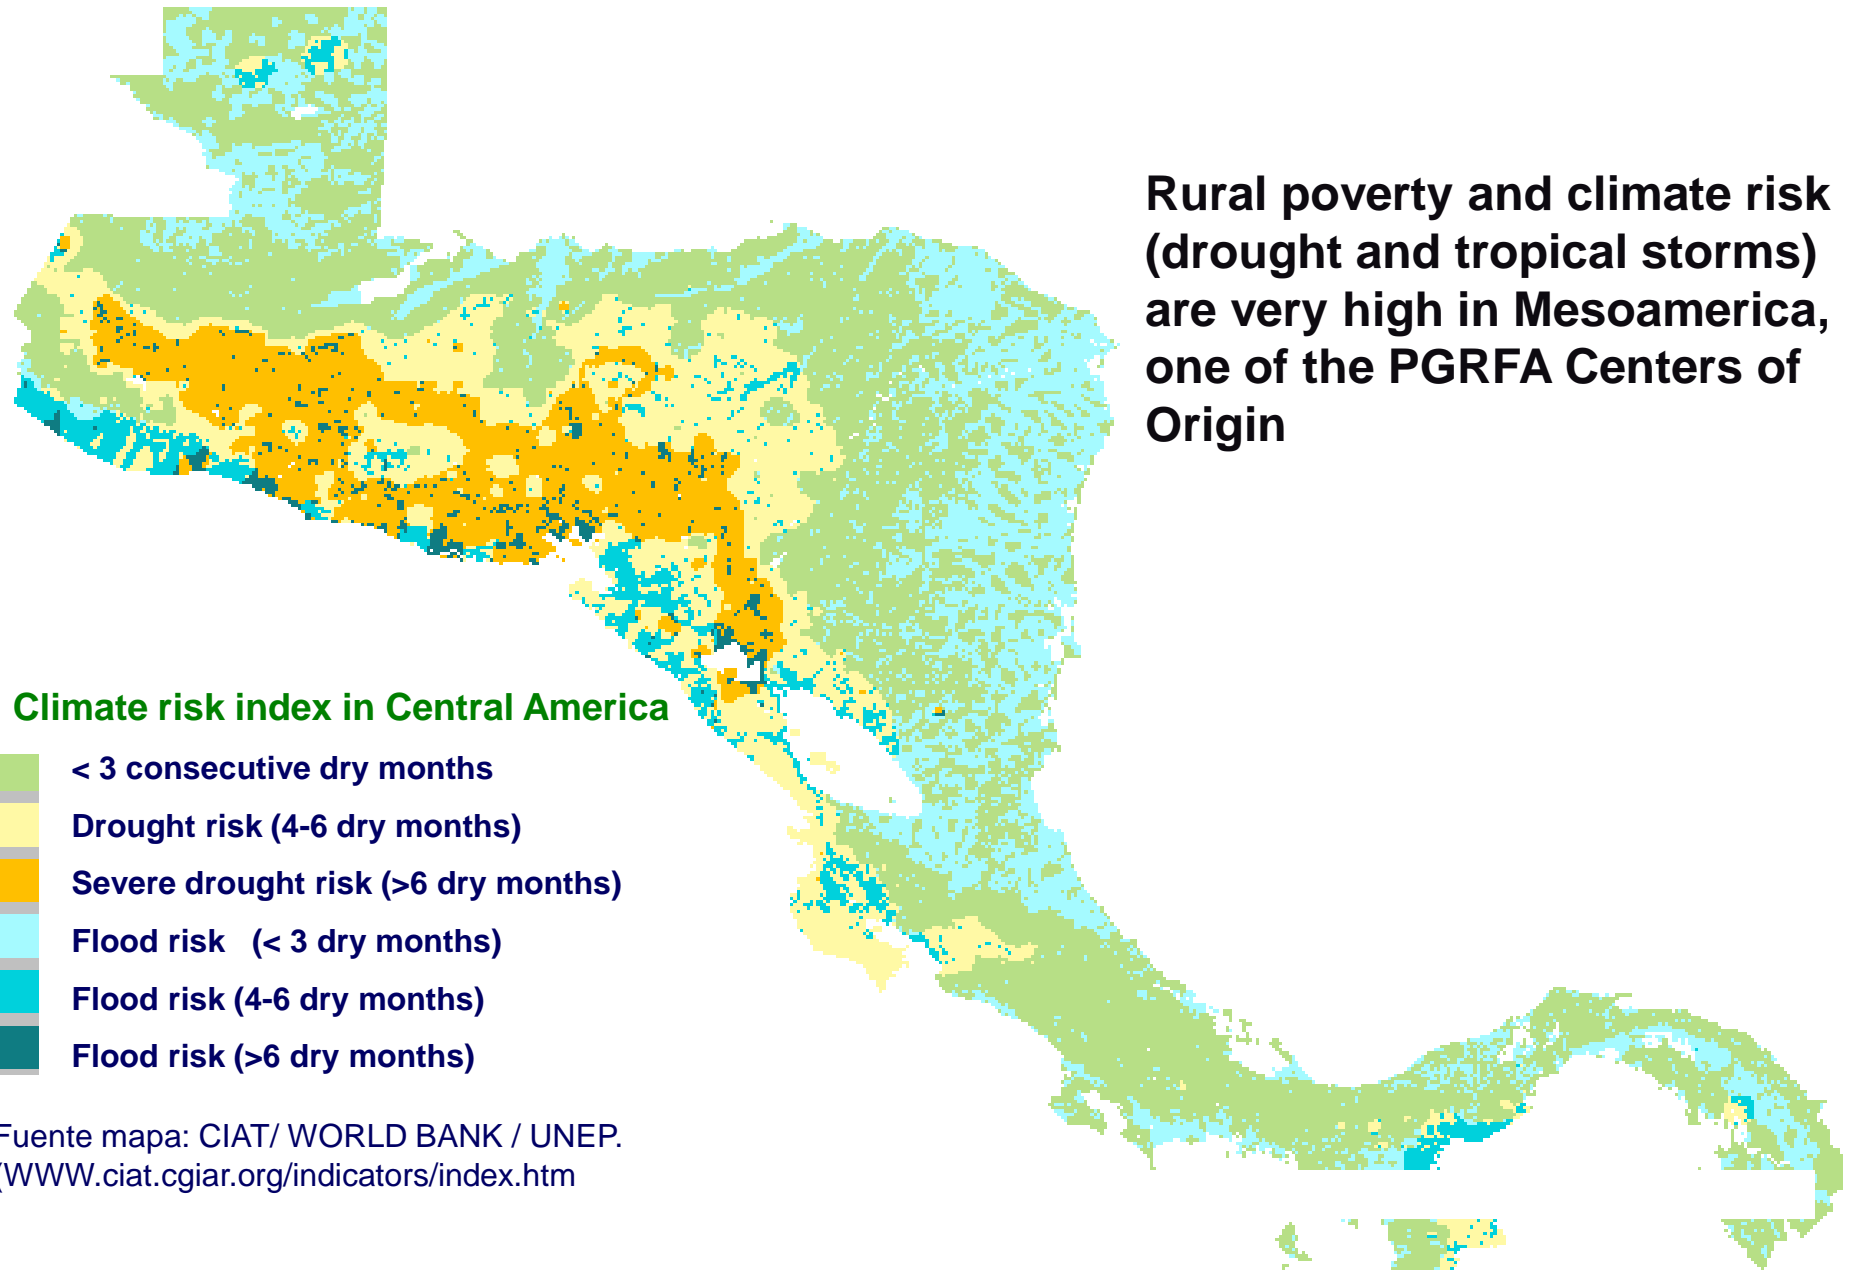 Rural poverty and climate risk
(drought and tropical storms)
are very high in Mesoamerica,
one of the PGRFA Centers of
Origin
Climate risk index in Central America
< 3 consecutive dry months
Drought risk (4-6 dry months)
Severe drought risk (>6 dry months)
Flood risk (< 3 dry months)
Flood risk (4-6 dry months)
Flood risk (>6 dry months)
Fuente mapa: CIAT/ WORLD BANK / UNEP.
(WWW.ciat.cgiar.org/indicators/index.htm